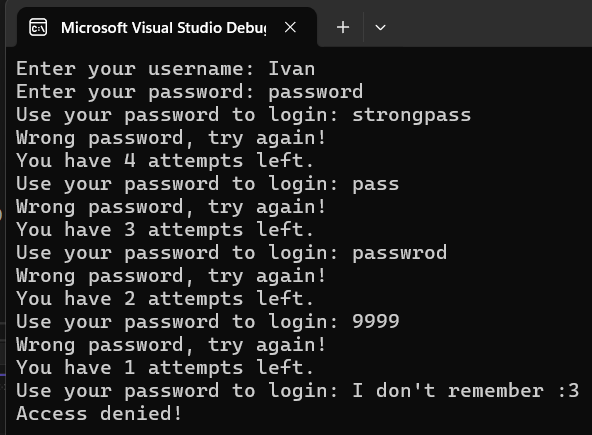 Microsoft Visual Studio Debu
Enter your username: Ivan
Enter your password: password
Use your password to login: strongpass
Wrong password, try again!
You have 4 attempts left.
Use your password to login: pass
Wrong password, try again!
You have 3 attempts left.
Use your password to login: passwrod
Wrong password, try again!
You have 2 attempts left.
Use your password to login: 9999
Wrong password, try again!
You have 1 attempts left.
Use your password to login: I don't remember :3
Access denied!